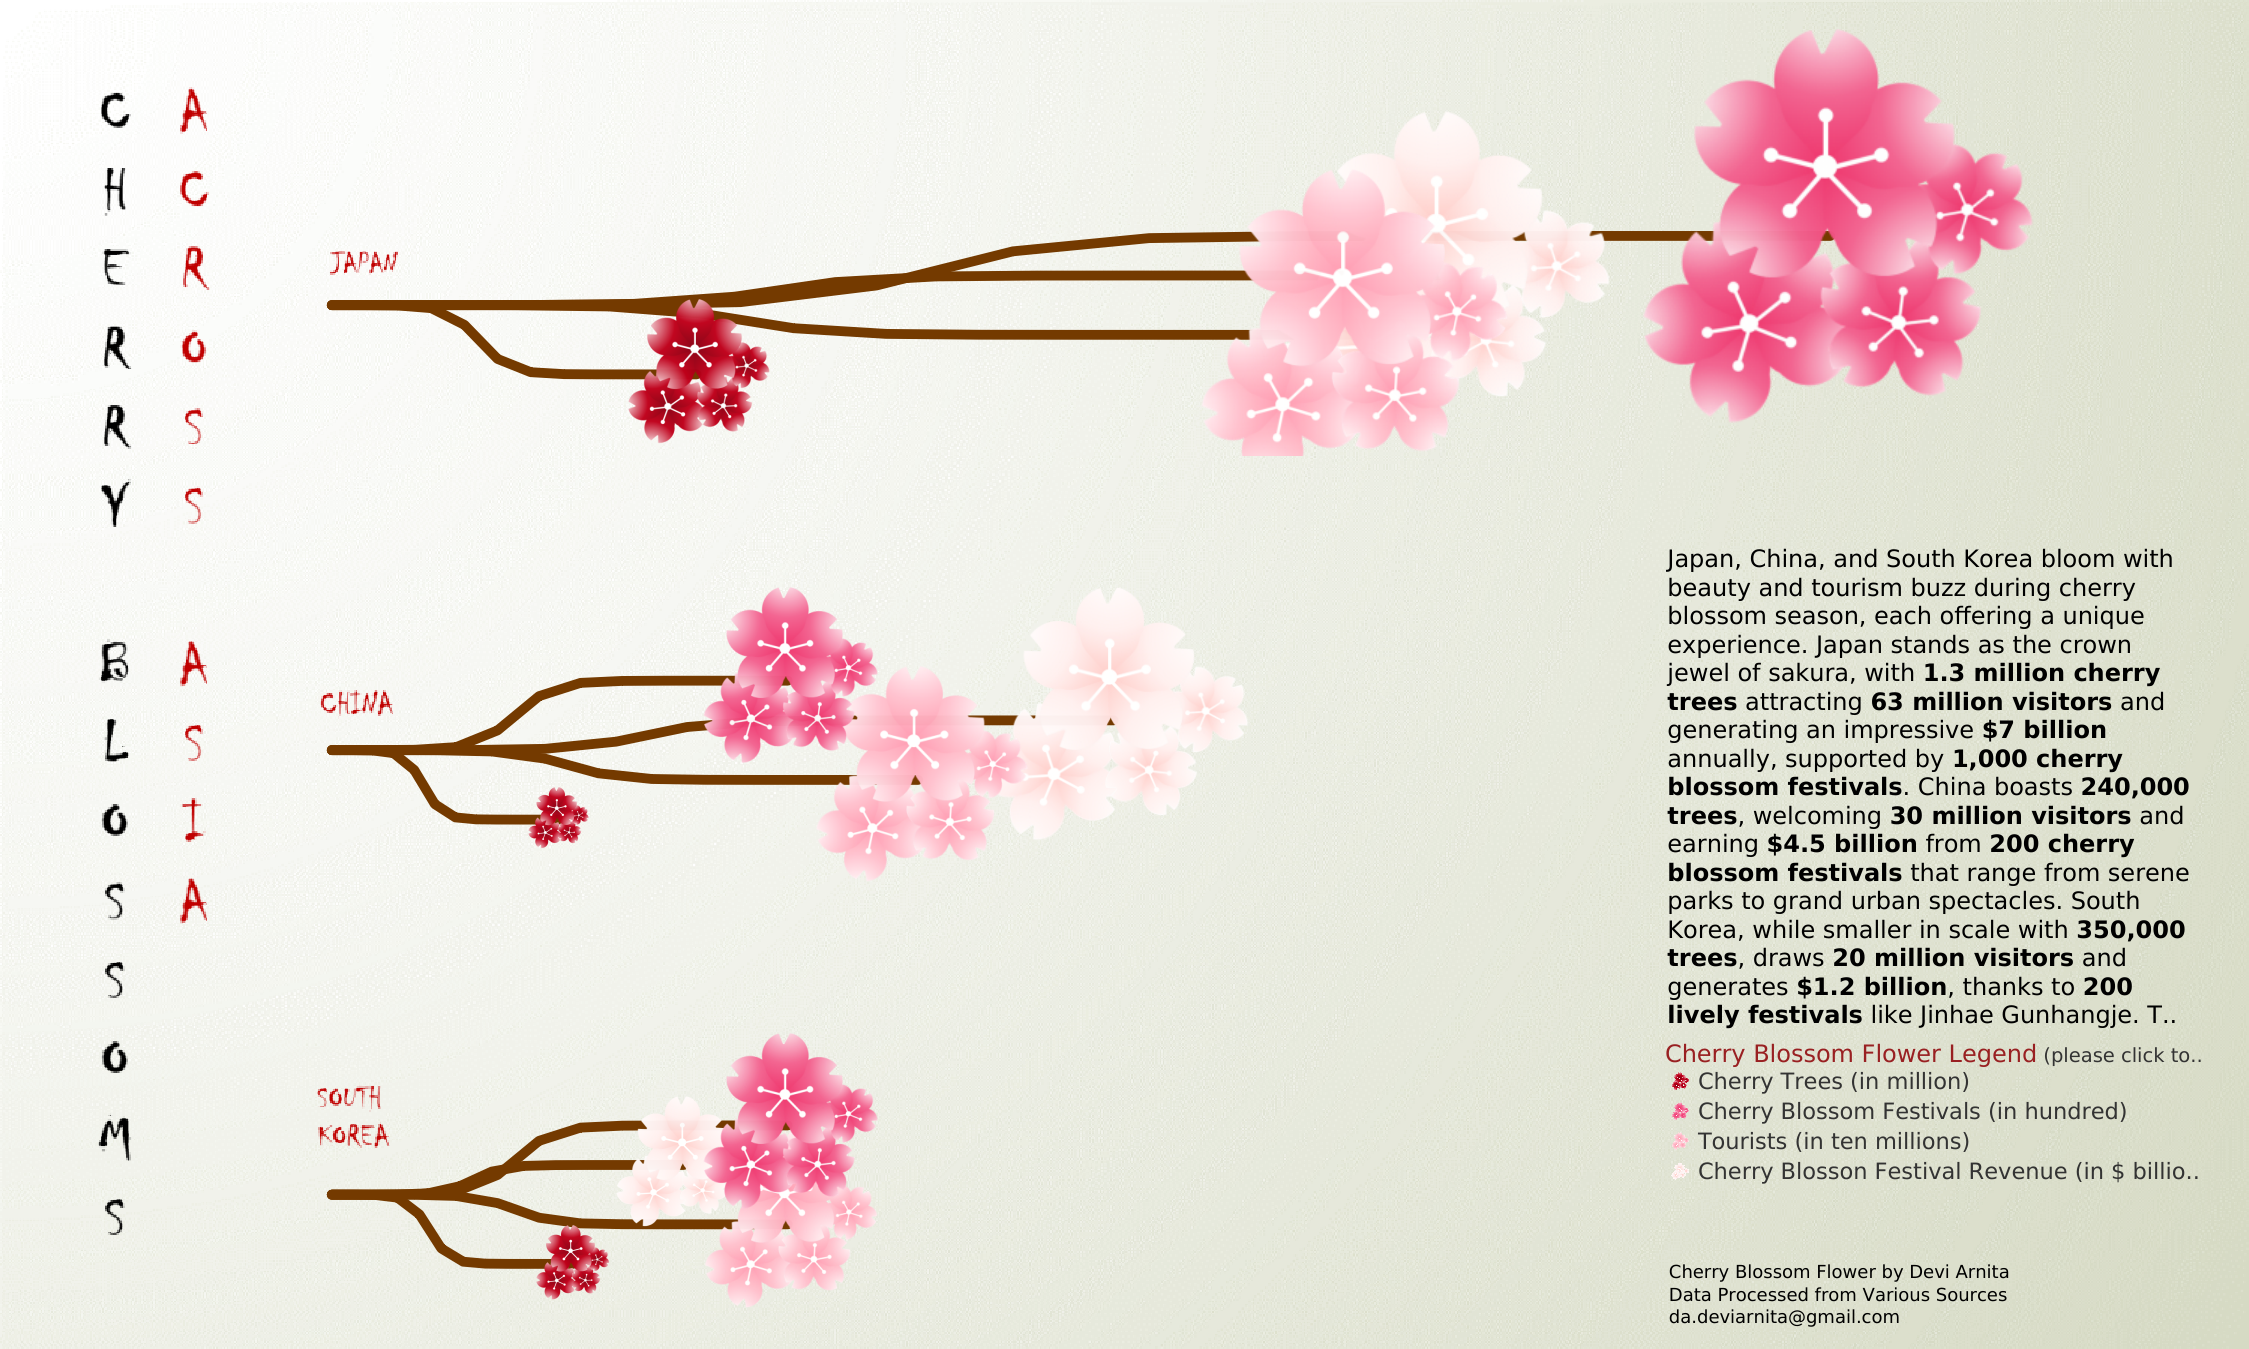 CHERRY
BLOSSOMS
ACROSS
ASIA
JAPAN
CHINA
SOUTH
KOREA
Japan, China, and South Korea bloom with
beauty and tourism buzz during cherry
blossom season, each offering a unique
experience. Japan stands as the crown
jewel of sakura, with 1.3 million cherry
trees attracting 63 million visitors and
generating an impressive $7 billion
annually, supported by 1,000 cherry
blossom festivals. China boasts 240,000
trees, welcoming 30 million visitors and
earning $4.5 billion from 200 cherry
blossom festivals that range from serene
parks to grand urban spectacles. South
Korea, while smaller in scale with 350,000
trees, draws 20 million visitors and
generates $1.2 billion, thanks to 200
lively festivals like Jinhae Gunhangje. T..
Cherry Blossom Flower Legend (please click to..
Cherry Trees (in million)
Cherry Blossom Festivals (in hundred)
Tourists (in ten millions)
Cherry Blosson Festival Revenue (in $ billio..
Cherry Blossom Flower by Devi Arnita
Data Processed from Various Sources
da.deviarnita@gmail.com